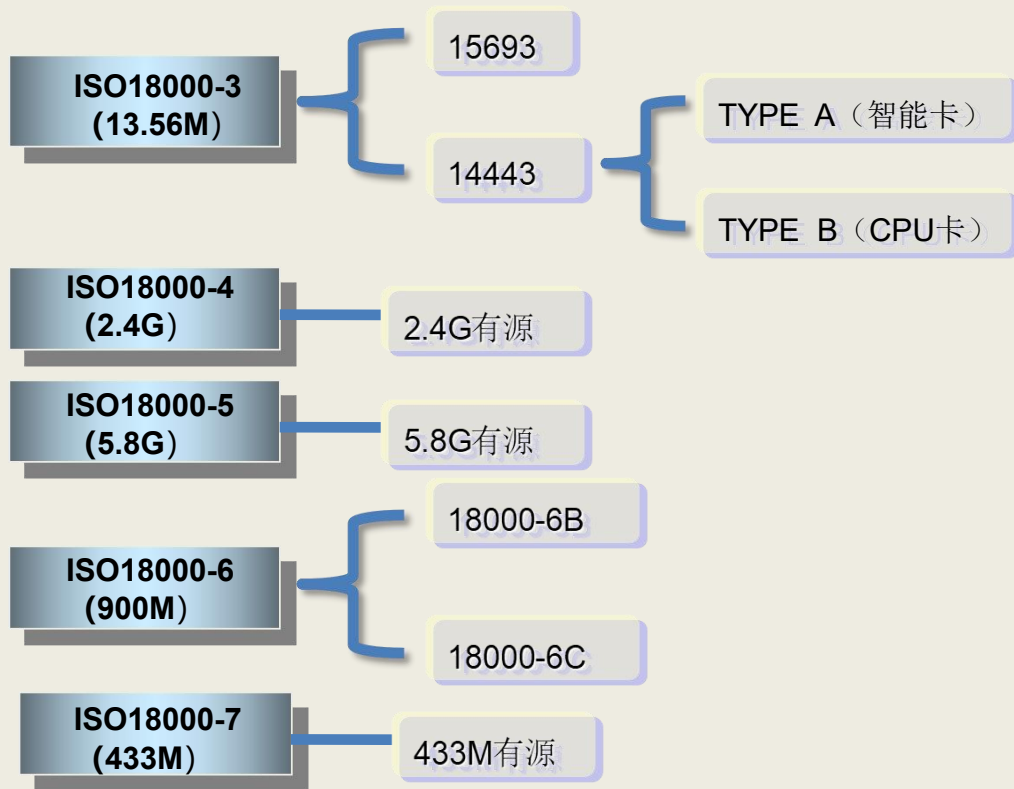 15693
ISO18000-3
(13.56M）
TYPE A（智能卡）
14443
TYPE B（CPU卡）
ISO18000-4
(2.4G）
2.4G有源
ISO18000-5
(5.8G）
5.8G有源
18000-6B
ISO18000-6
(900M）
18000-6C
ISO18000-7
(433M）
433M有源